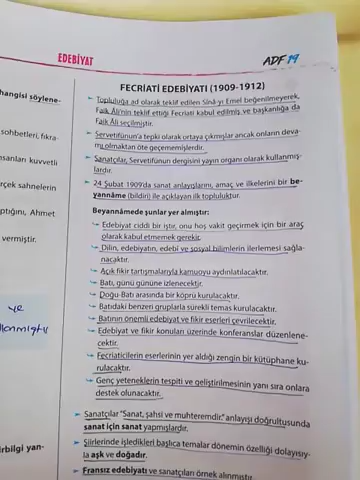 EDEBİYAT
ADF 19
FECRİATİ EDEBİYATI (1909-1912)
Topluluğa ad olarak teklif edilen Sînâ-yı Emel beğenilmeyerek,
Faik Âli'nin teklif ettiği Fecriati kabul edilmiş ve başkanlığa da
Faik Âli seçilmiştir.
Servetifünun'a tepki olarak ortaya çıkmışlar ancak onların deva-
mı olmaktan öte geçememişlerdir.
Sanatçılar, Servetifünun dergisini yayın organı olarak kullanmış-
lardır.
24 Şubat 1909'da sanat anlayışlarını, amaç ve ilkelerini bir be-
yannâme (bildiri) ile açıklayan ilk topluluktur.
Beyannâmede şunlar yer almıştır:
Edebiyat ciddi bir iştir, onu hoş vakit geçirmek için bir araç
olarak kabul etmemek gerekir.
Dilin, edebiyatın, edebî ve sosyal bilimlerin ilerlemesi sağla-
nacaktır.
Açık fikir tartışmalarıyla kamuoyu aydınlatılacaktır.
Batı, günü gününe izlenecektir.
Doğu-Batı arasında bir köprü kurulacaktır.
Batıdaki benzeri gruplarla sürekli temas kurulacaktır.
Batının önemli edebiyat ve fikir eserleri çevrilecektir.
Edebiyat ve fikir konuları üzerinde konferanslar düzenlene-
cektir.
Fecriaticilerin eserlerinin yer aldığı zengin bir kütüphane ku-
rulacaktır.
Genç yeteneklerin tespiti ve geliştirilmesinin yanı sıra onlara
destek olunacaktır.
Sanatçılar "Sanat, şahsi ve muhteremdir." anlayışı doğrultusunda
sanat için sanat yapmışlardır.
Şiirlerinde işledikleri başlıca temalar dönemin özelliği dolayısıy-
la aşk ve doğadır.
Fransız edebiyatı ve sanatçıları örnek alınmıştır.
hangisi söylene-
sohbetleri, fıkra-
nsanları kuvvetli
rçek sahnelerin
ptığını, Ahmet
vermiştir.
ve
rbilgi yan-